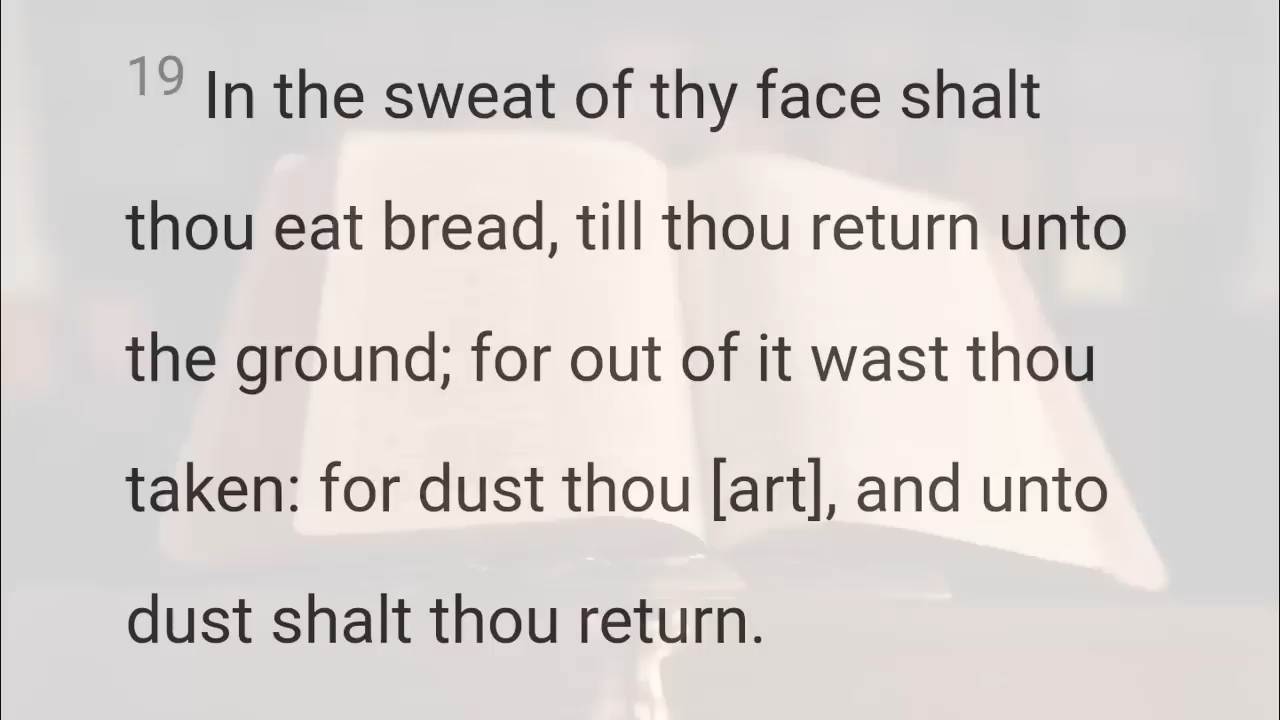 19 In the sweat of thy face shalt
thou eat bread, till thou return unto
the ground; for out of it wast thou
taken: for dust thou [art], and unto
dust shalt thou return.